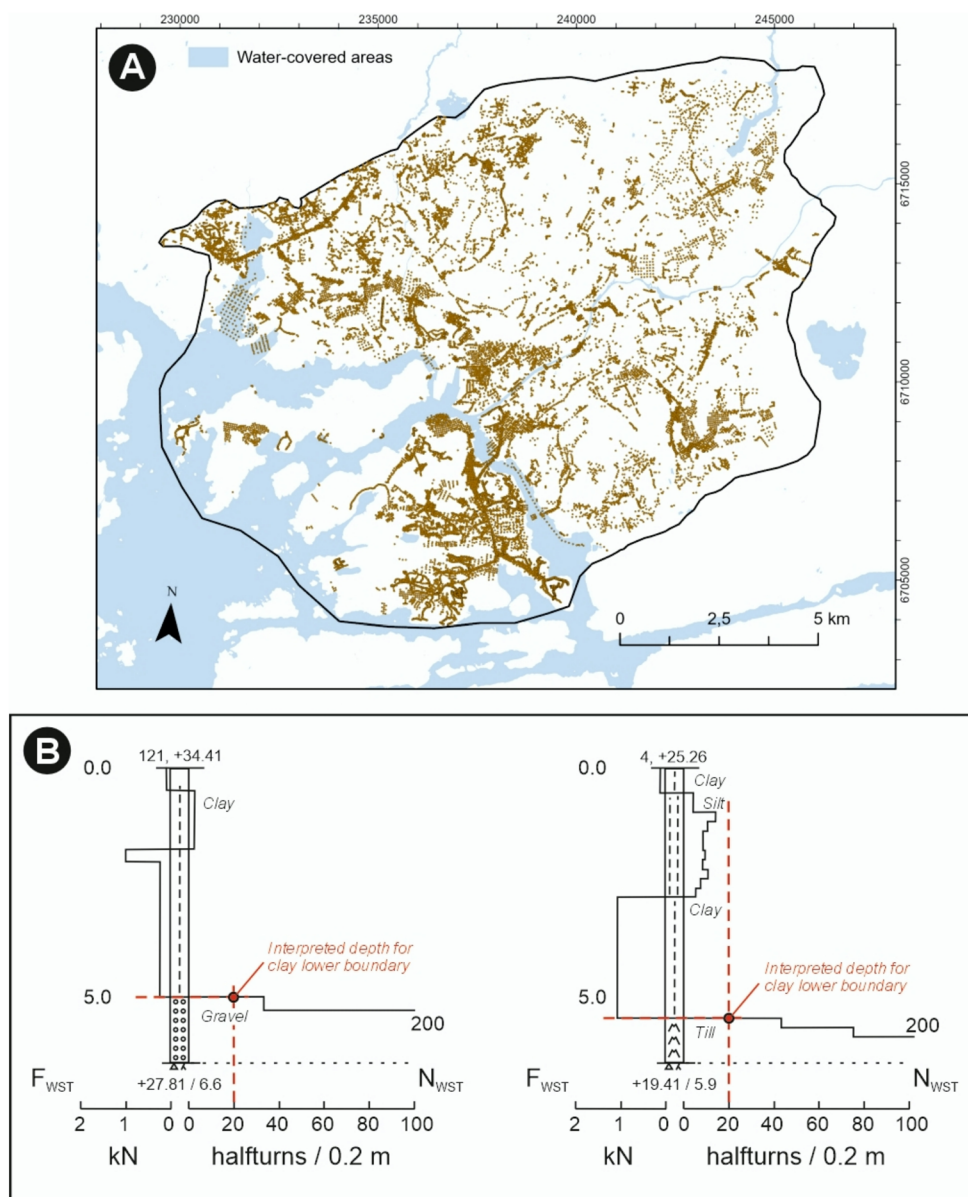 230000 235000 240000 245000
A
Water-covered areas
6715000
6710000
6705000
N
0 2,5 5 km
B
121, +34.41
0.0
Clay
Interpreted depth for
clay lower boundary
5.0
Gravel
200
F WST
+27.81 / 6.6
N WST
2 1 0 0 20 40 60 80 100
kN halfturns / 0.2 m
4, +25.26
0.0
Clay
Silt
Clay
Interpreted depth for
clay lower boundary
5.0
Till
200
F WST
+19.41 / 5.9
N WST
2 1 0 0 20 40 60 80 100
kN halfturns / 0.2 m